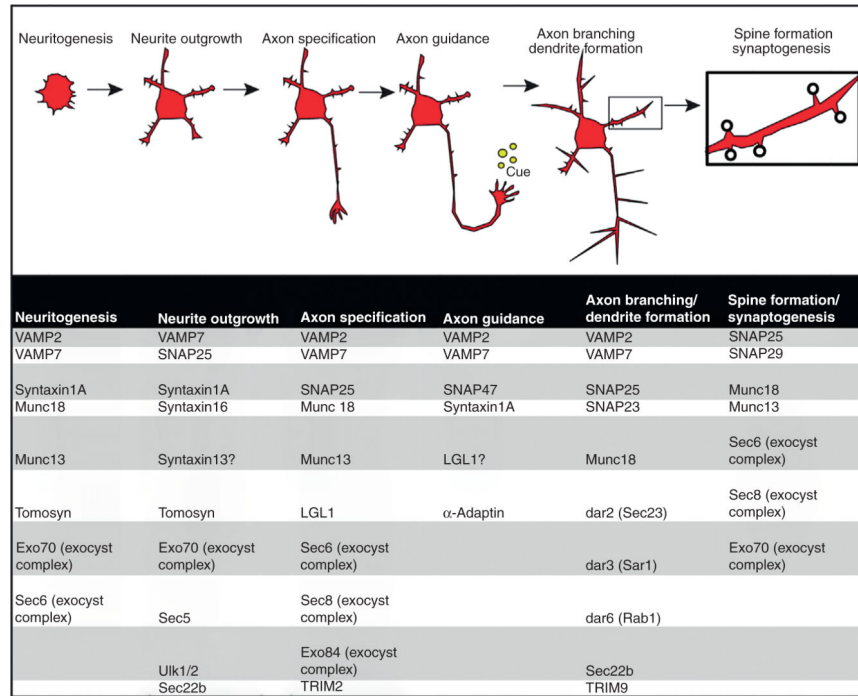 Neuritogenesis
Neurite outgrowth
Axon specification
Axon guidance
Axon branching
dendrite formation
Spine formation
synaptogenesis
Cue
Neuritogenesis Neurite outgrowth Axon specification Axon guidance Axon branching/ dendrite formation Spine formation/ synaptogenesis
VAMP2 VAMP7 VAMP2 VAMP2 VAMP2 SNAP25
VAMP7 SNAP25 VAMP7 VAMP7 VAMP7 SNAP29
Syntaxin1A Syntaxin1A SNAP25 SNAP47 SNAP25 Munc18
Munc18 Syntaxin16 Munc 18 Syntaxin1A SNAP23 Munc13
Munc13 Syntaxin13? Munc13 LGL1? Munc18 Sec6 (exocyst complex)
Tomosyn Tomosyn LGL1 α-Adaptin dar2 (Sec23) Sec8 (exocyst complex)
Exo70 (exocyst complex) Exo70 (exocyst complex) Sec6 (exocyst complex) dar3 (Sar1) Exo70 (exocyst complex)
Sec6 (exocyst complex) Sec5 Sec8 (exocyst complex) dar6 (Rab1)
Ulk1/2 Exo84 (exocyst complex) Sec22b
Sec22b TRIM2 TRIM9